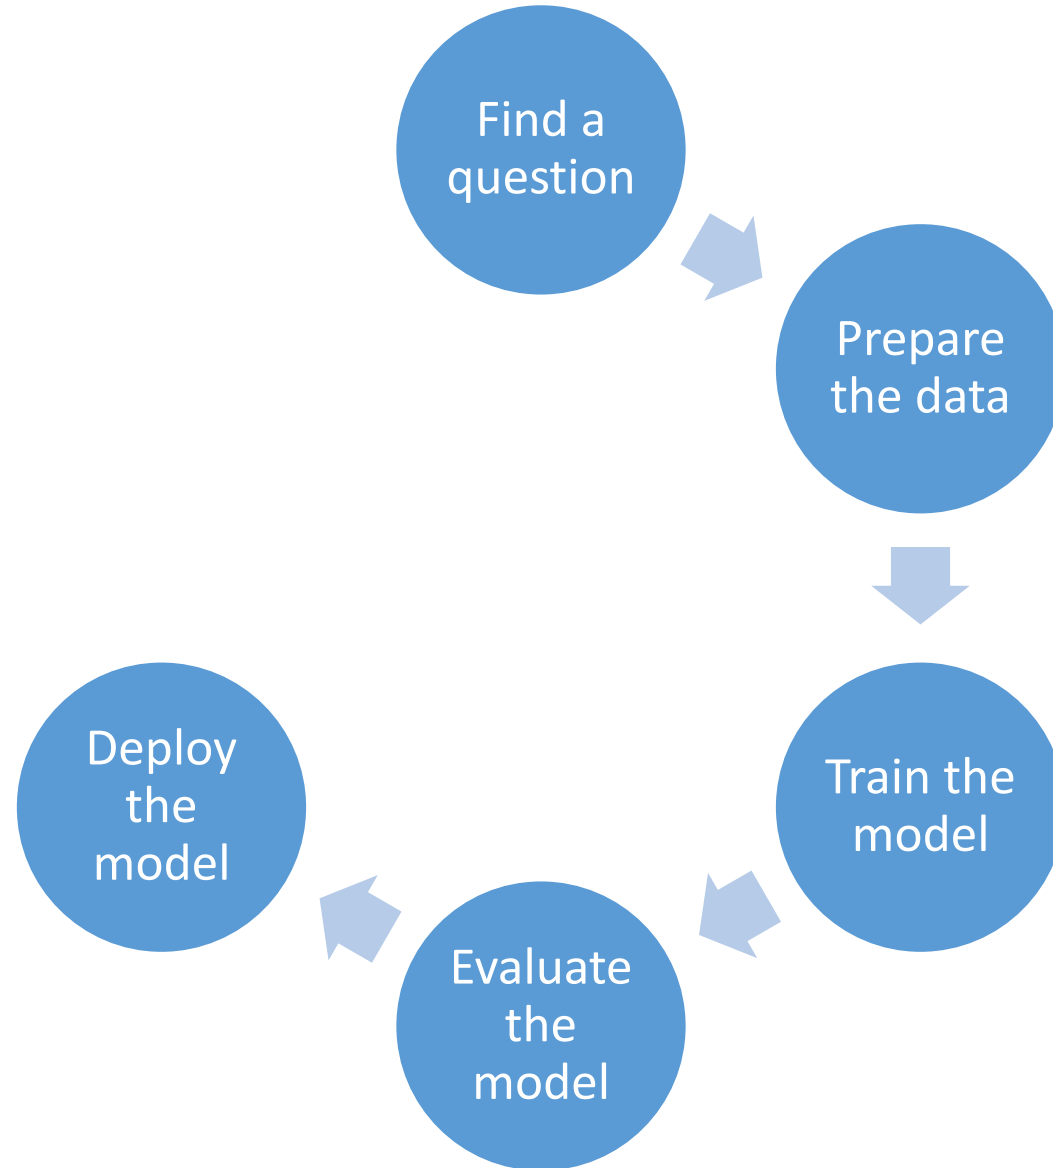 Find a
question
Prepare
the data
Train the
model
Evaluate
the
model
Deploy
the
model